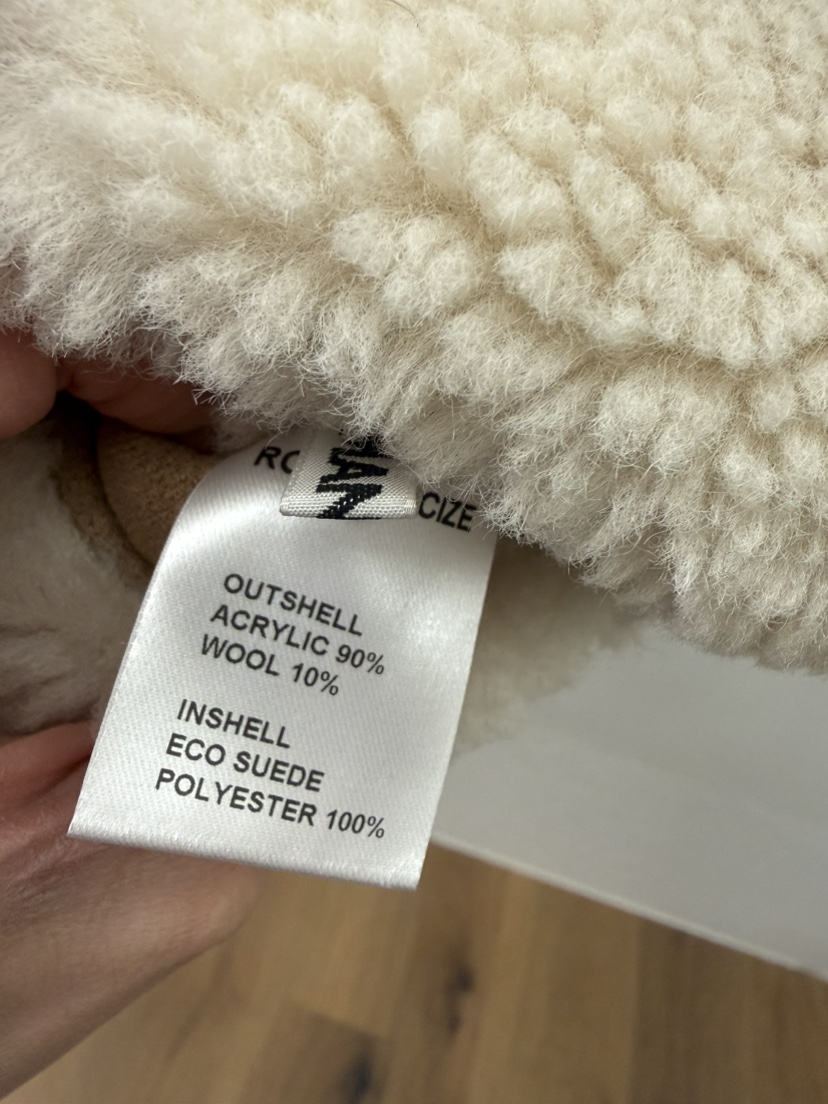 OUTSHELL
ACRYLIC 90%
WOOL 10%
INSHELL
ECO SUEDE
POLYESTER 100%